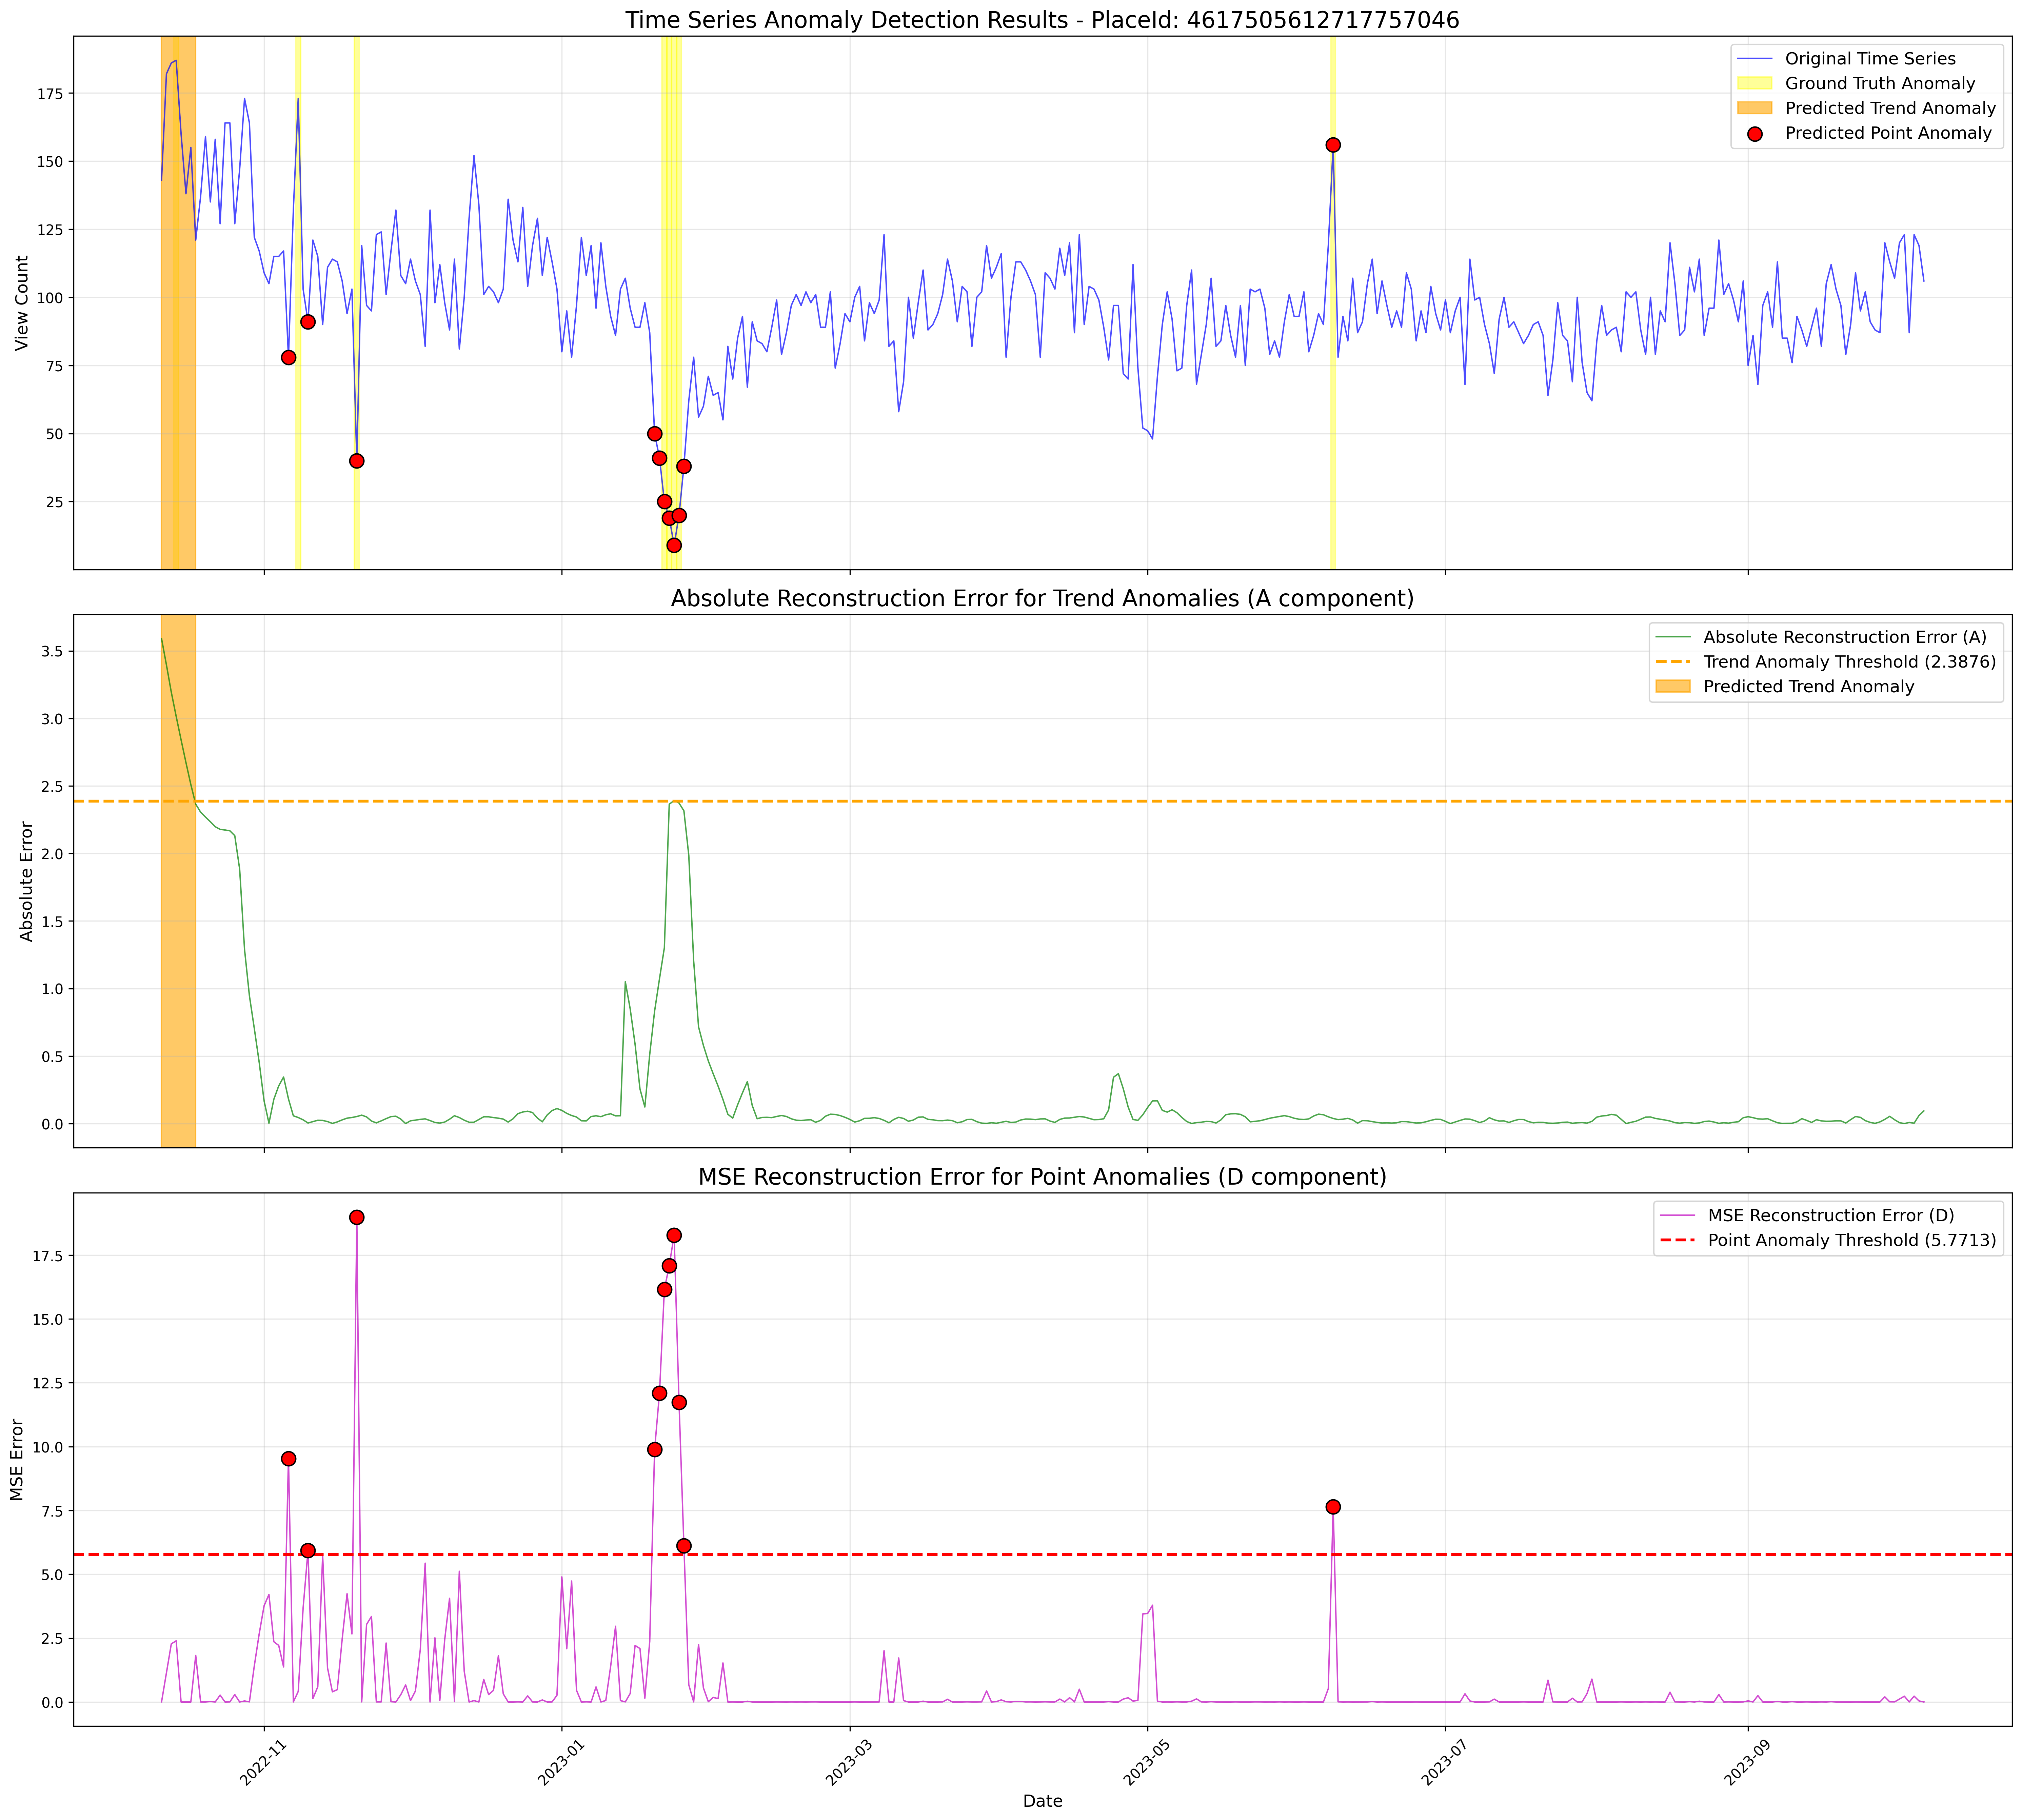 Time Series Anomaly Detection Results - PlaceId: 4617505612717757046
View Count
175
150
125
100
75
50
25
Original Time Series
Ground Truth Anomaly
Predicted Trend Anomaly
Predicted Point Anomaly
Absolute Reconstruction Error for Trend Anomalies (A component)
Absolute Error
3.5
3.0
2.5
2.0
1.5
1.0
0.5
0.0
Absolute Reconstruction Error (A)
Trend Anomaly Threshold (2.3876)
Predicted Trend Anomaly
MSE Reconstruction Error for Point Anomalies (D component)
MSE Error
17.5
15.0
12.5
10.0
7.5
5.0
2.5
0.0
MSE Reconstruction Error (D)
Point Anomaly Threshold (5.7713)
2022-11
2023-01
2023-03
2023-05
2023-07
2023-09
Date